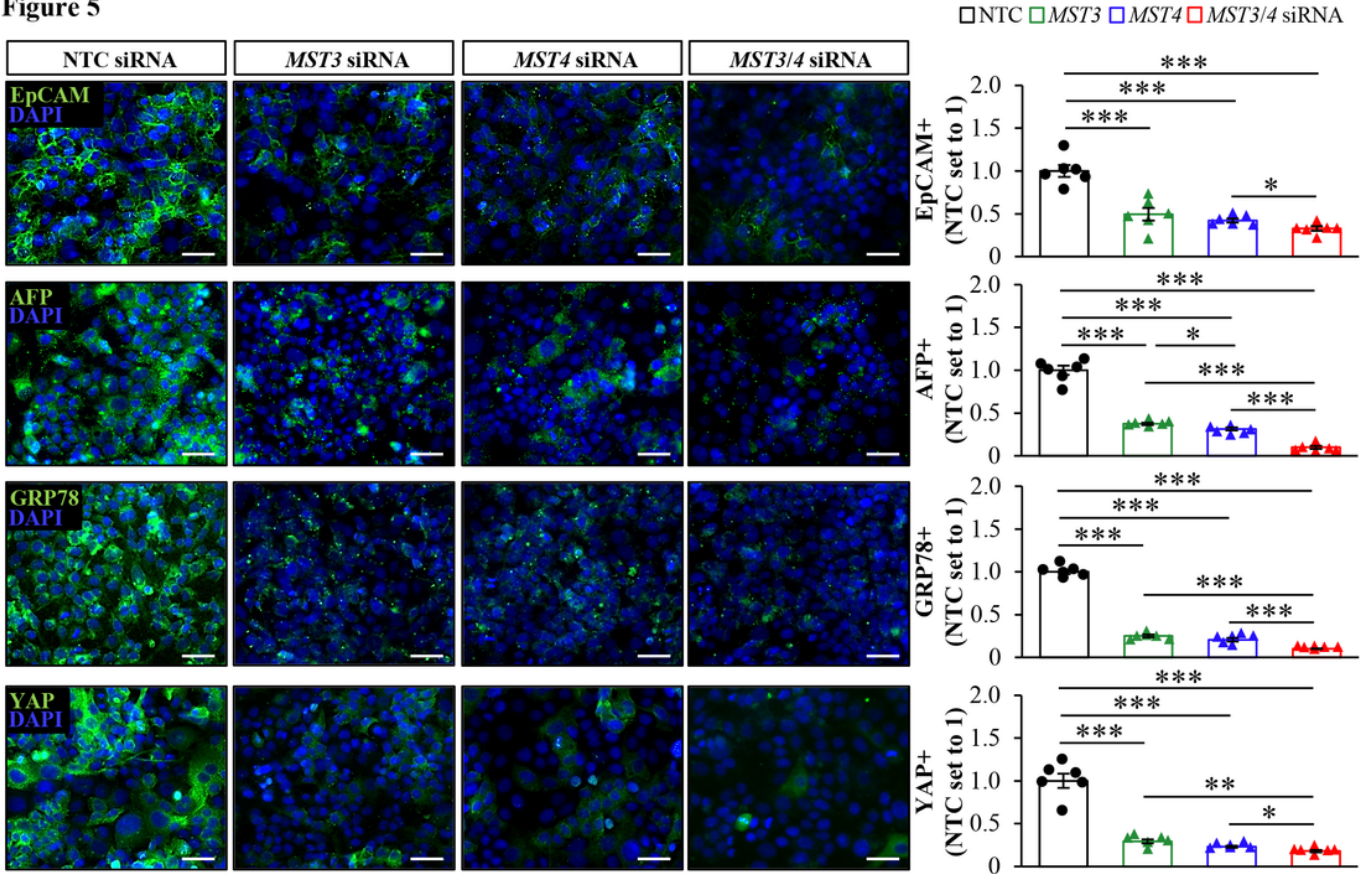 Figure 5
NTC MST3 MST4 MST3/4 siRNA
NTC siRNA MST3 siRNA MST4 siRNA MST3/4 siRNA
EpCAM
DAPI
EpCAM+
(NTC set to 1)
2.0
1.5
1.0
0.5
0
***
***
***
*
AFP
DAPI
AFP+
(NTC set to 1)
2.0
1.5
1.0
0.5
0
***
***
*** *
***
***
GRP78
DAPI
GRP78+
(NTC set to 1)
2.0
1.5
1.0
0.5
0
***
***
***
***
***
YAP
DAPI
YAP+
(NTC set to 1)
2.0
1.5
1.0
0.5
0
***
***
***
**
*